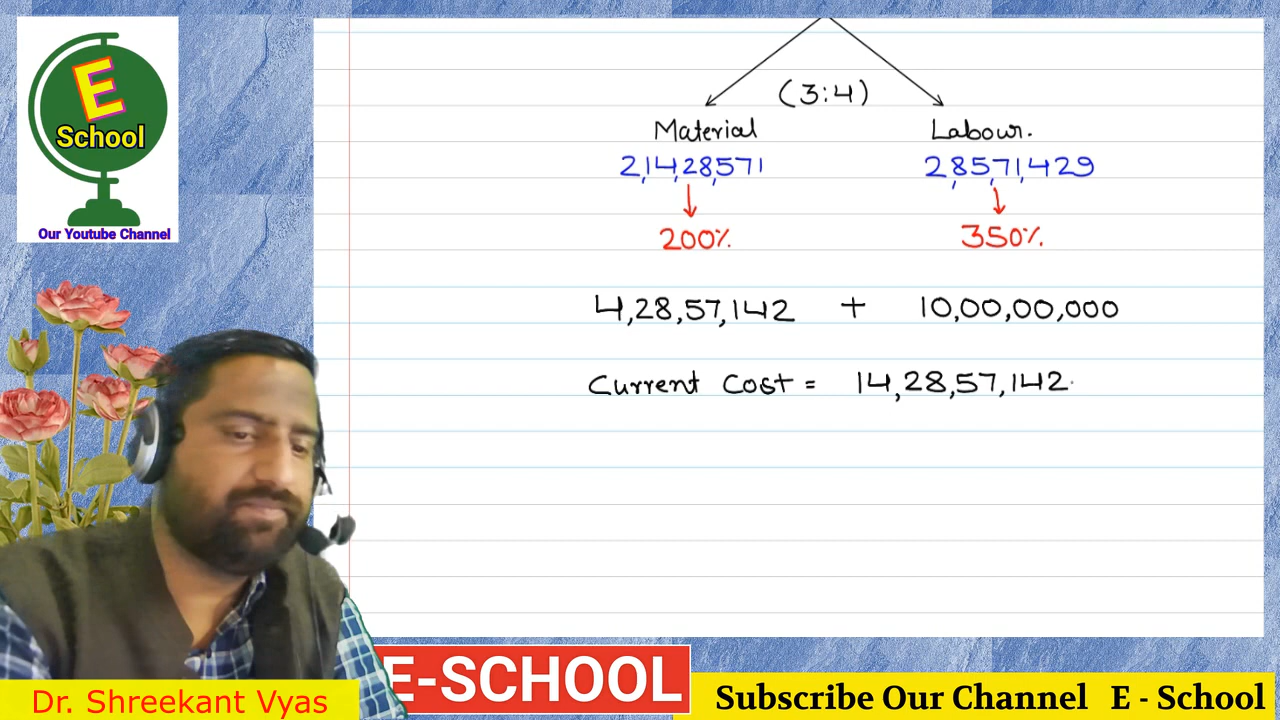 E
School
Our Youtube Channel
(3:4)
Material Labour.
2,14,28,571 2,8571,429
200% 350%
4,28,57,142 + 10,00,00,000
Current Cost = 14,28,57,142
E-SCHOOL
Dr. Shreekant Vyas
Subscribe Our Channel E - School